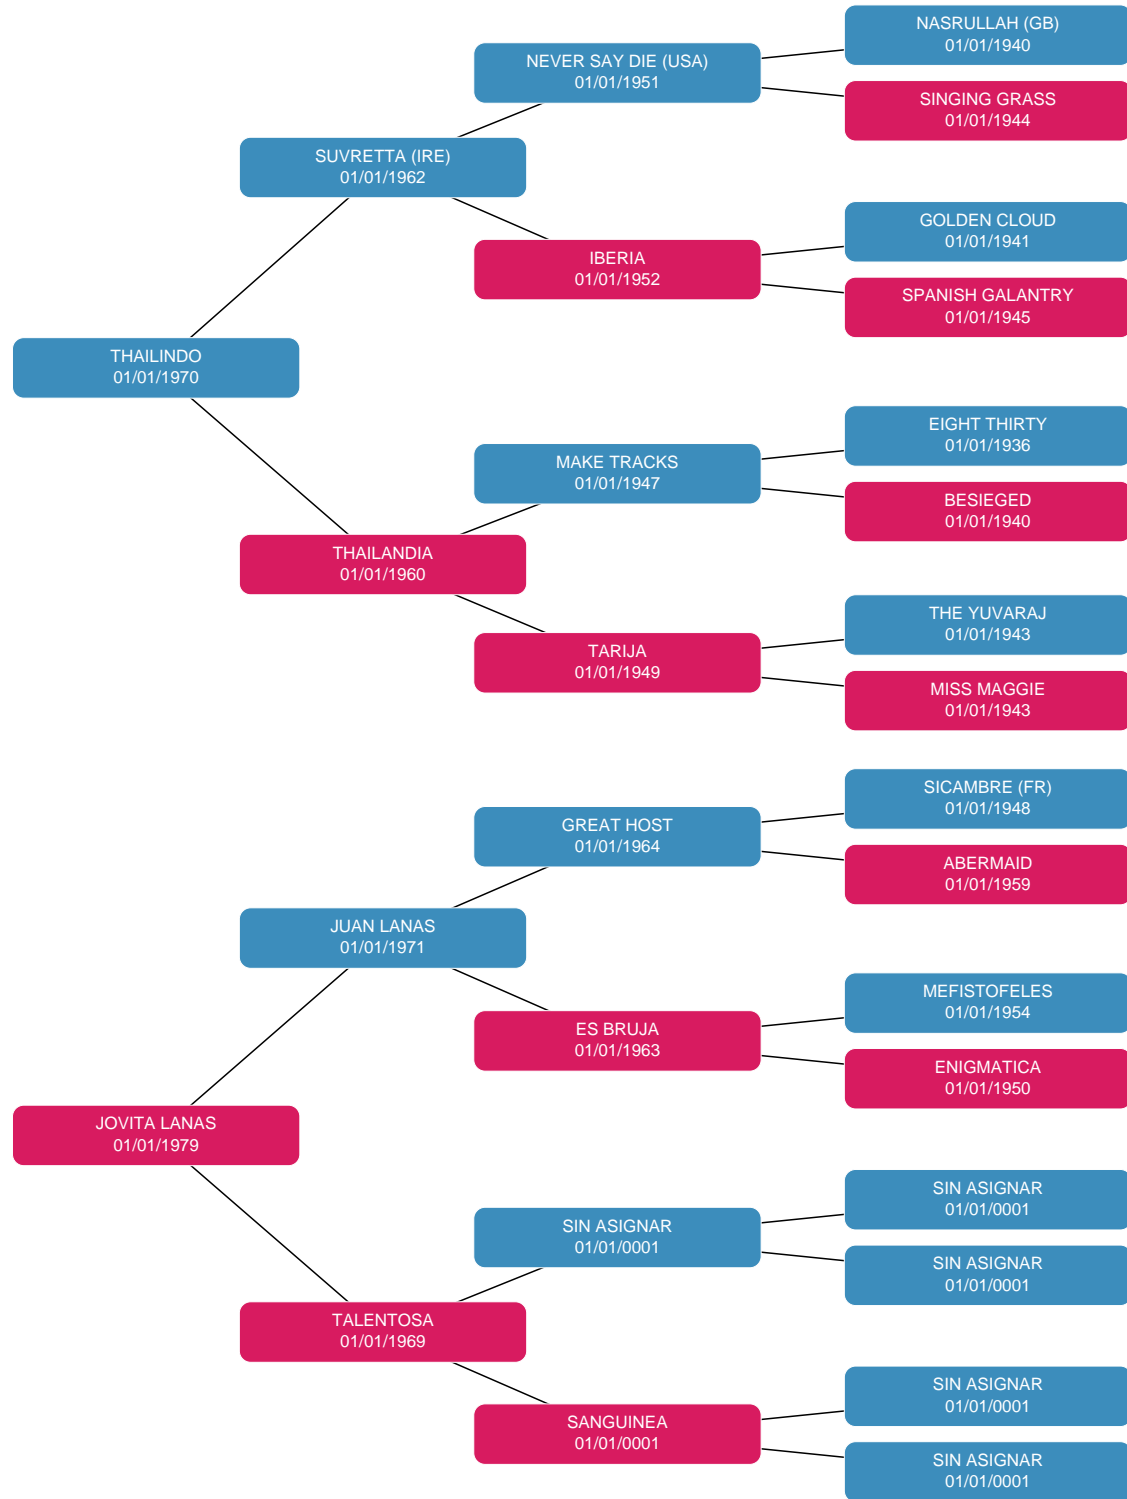 NASRULLAH (GB)
01/01/1940
NEVER SAY DIE (USA)
01/01/1951
SINGING GRASS
01/01/1944
SUVRETTA (IRE)
01/01/1962
GOLDEN CLOUD
01/01/1941
IBERIA
01/01/1952
SPANISH GALANTRY
01/01/1945
THAILINDO
01/01/1970
EIGHT THIRTY
01/01/1936
MAKE TRACKS
01/01/1947
BESIEGED
01/01/1940
THAILANDIA
01/01/1960
THE YUVARAJ
01/01/1943
TARIJA
01/01/1949
MISS MAGGIE
01/01/1943
SICAMBRE (FR)
01/01/1948
GREAT HOST
01/01/1964
ABERMAID
01/01/1959
JUAN LANAS
01/01/1971
MEFISTOFELES
01/01/1954
ES BRUJA
01/01/1963
ENIGMATICA
01/01/1950
JOVITA LANAS
01/01/1979
SIN ASIGNAR
01/01/0001
SIN ASIGNAR
01/01/0001
SIN ASIGNAR
01/01/0001
TALENTOSA
01/01/1969
SIN ASIGNAR
01/01/0001
SANGUINEA
01/01/0001
SIN ASIGNAR
01/01/0001